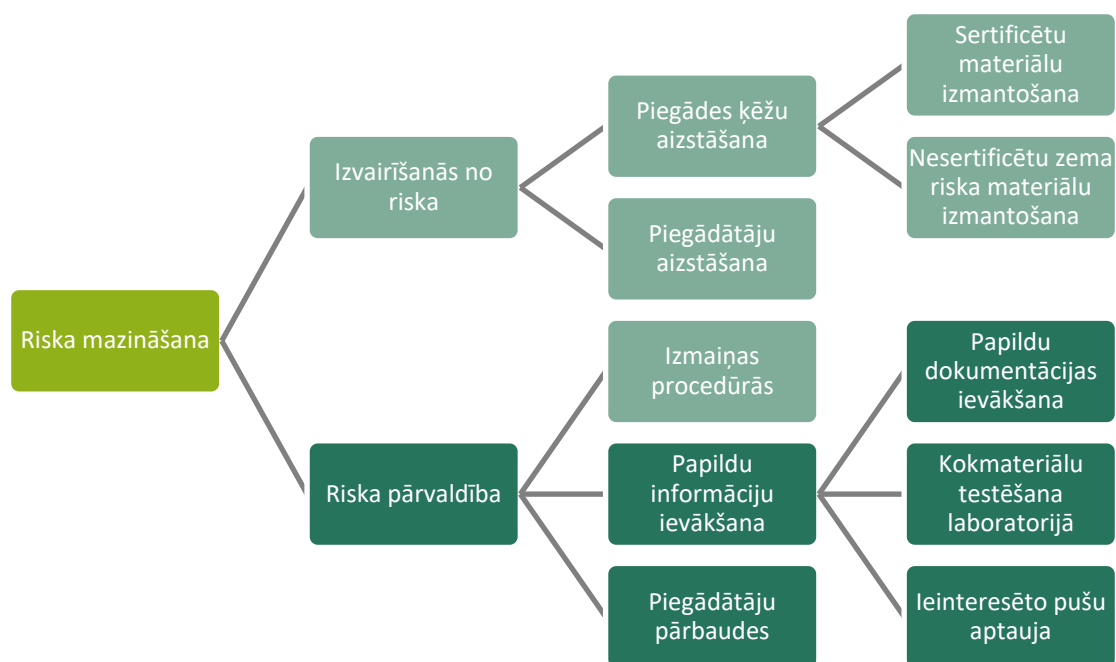 Riska mazināšana
Izvairīšanās no
riska
Piegādes ķēžu
aizstāšana
Sertificētu
materiālu
izmantošana
Nesertificētu zema
riska materiālu
izmantošana
Piegādātāju
aizstāšana
Riska pārvaldība
Izmaiņas
procedūrās
Papildu
informāciju
ievākšana
Papildu
dokumentācijas
ievākšana
Kokmateriālu
testēšana
laboratorijā
Ieinteresēto pušu
aptauja
Piegādātāju
pārbaudes